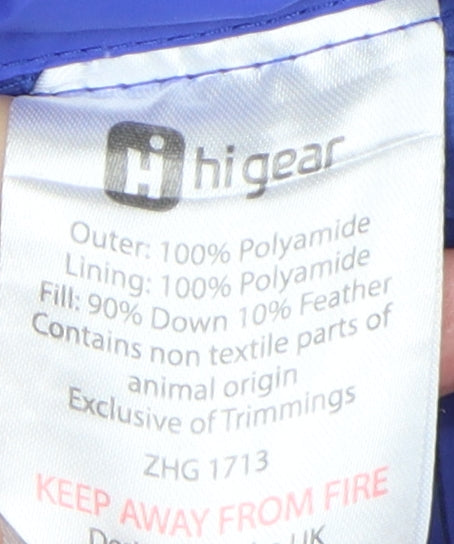 Hi hi gear
Outer: 100% Polyamide
Lining: 100% Polyamide
Fill: 90% Down 10% Feather
Contains non textile parts of
animal origin
Exclusive of Trimmings
ZHG 1713
KEEP AWAY FROM FIRE
UK